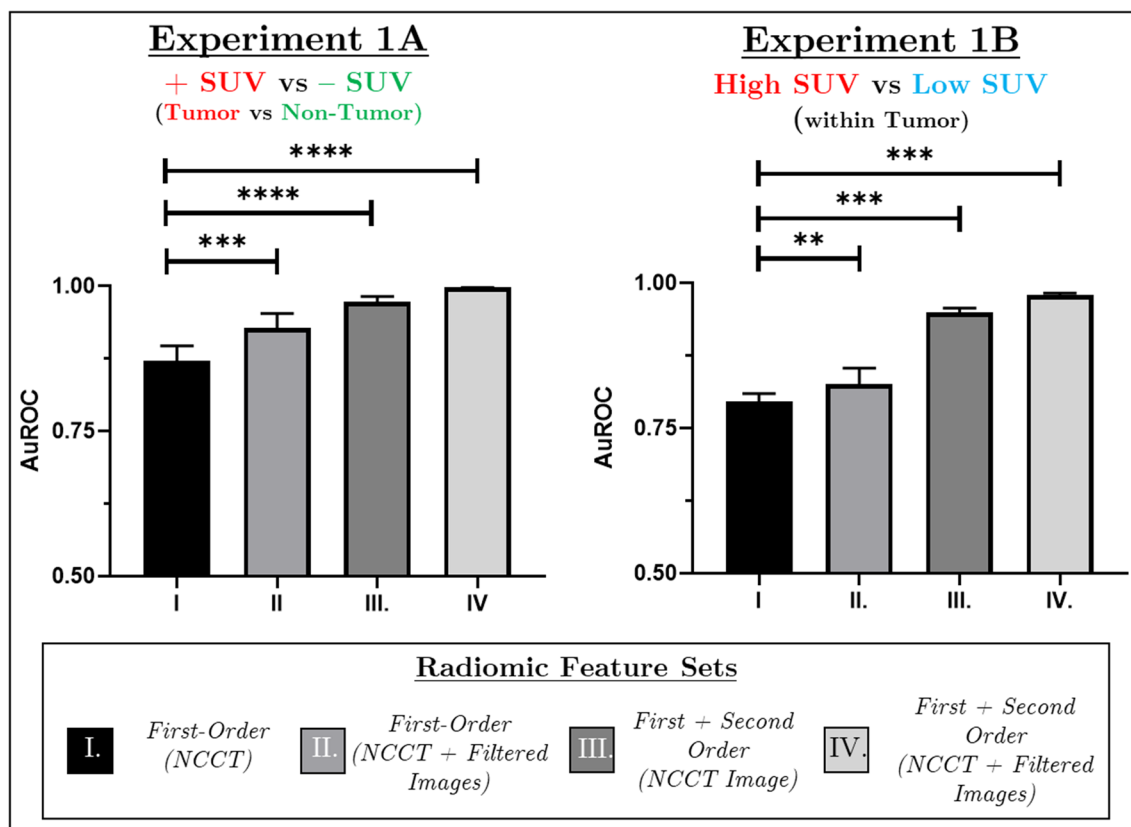 Experiment 1A
+ SUV vs – SUV
(Tumor vs Non-Tumor)
****
****
***
1.00
0.75
0.50
AuROC
I
II
III.
IV
Experiment 1B
High SUV vs Low SUV
(within Tumor)
***
***
**
1.00
0.75
0.50
AuROC
I
II.
III.
IV.
Radiomic Feature Sets
I.
First-Order
(NCCT)
II.
First-Order
(NCCT + Filtered
Images)
III.
First + Second
Order
(NCCT Image)
IV.
First + Second
Order
(NCCT + Filtered
Images)